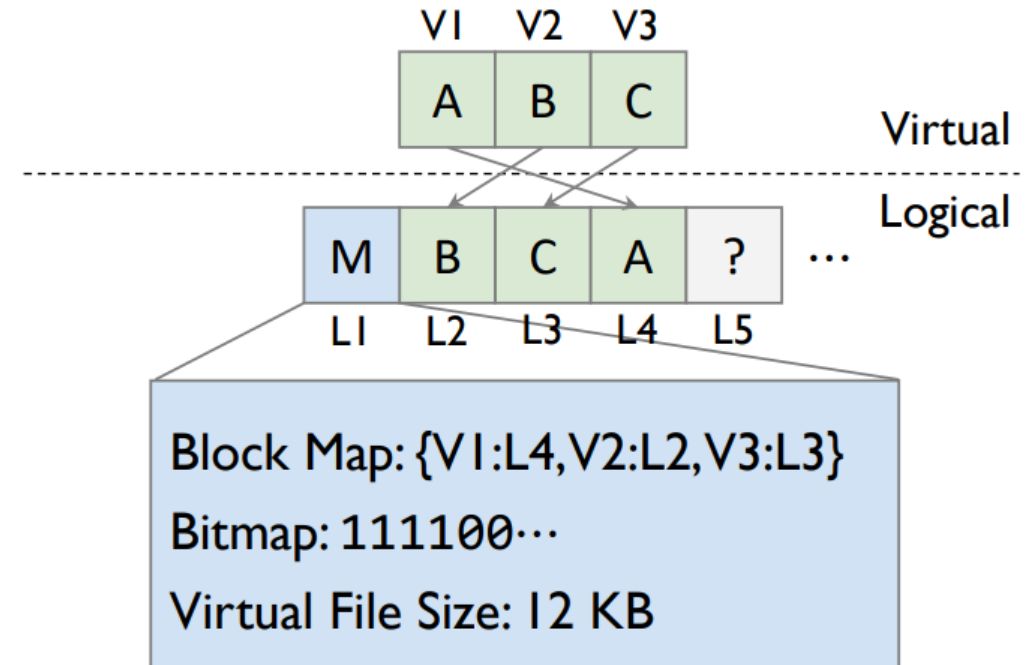 V1 V2 V3
A B C
Virtual
Logical
M B C A ? ...
L1 L2 L3 L4 L5
Block Map: {V1:L4,V2:L2,V3:L3}
Bitmap: 111100...
Virtual File Size: 12 KB